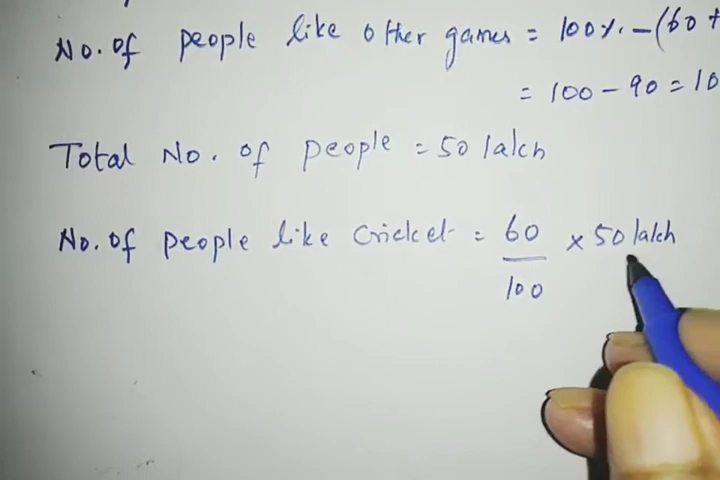 No. of people like other games = 100% - (60 +
= 100 - 90 = 10
Total No. of people = 50 lakh
No. of people like cricket = 60/100 x 50 lakh